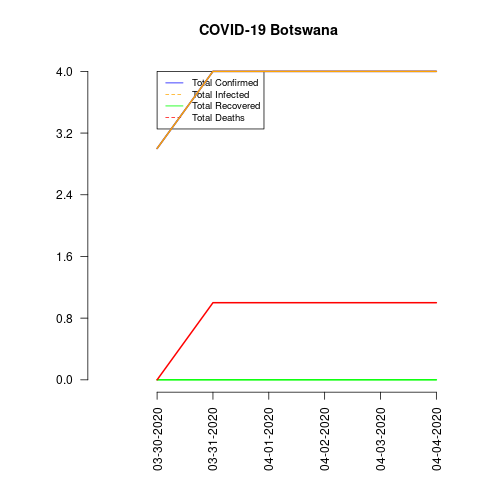 COVID-19 Botswana
4.0
3.2
2.4
1.6
0.8
0.0
Total Confirmed
Total Infected
Total Recovered
Total Deaths
03-30-2020
03-31-2020
04-01-2020
04-02-2020
04-03-2020
04-04-2020